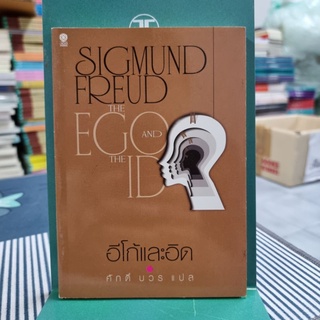 SIGMUND
FREUD
THE
EGO AND
THE
ID
อีโก้และอิด
ศักดิ์ บวร แปล